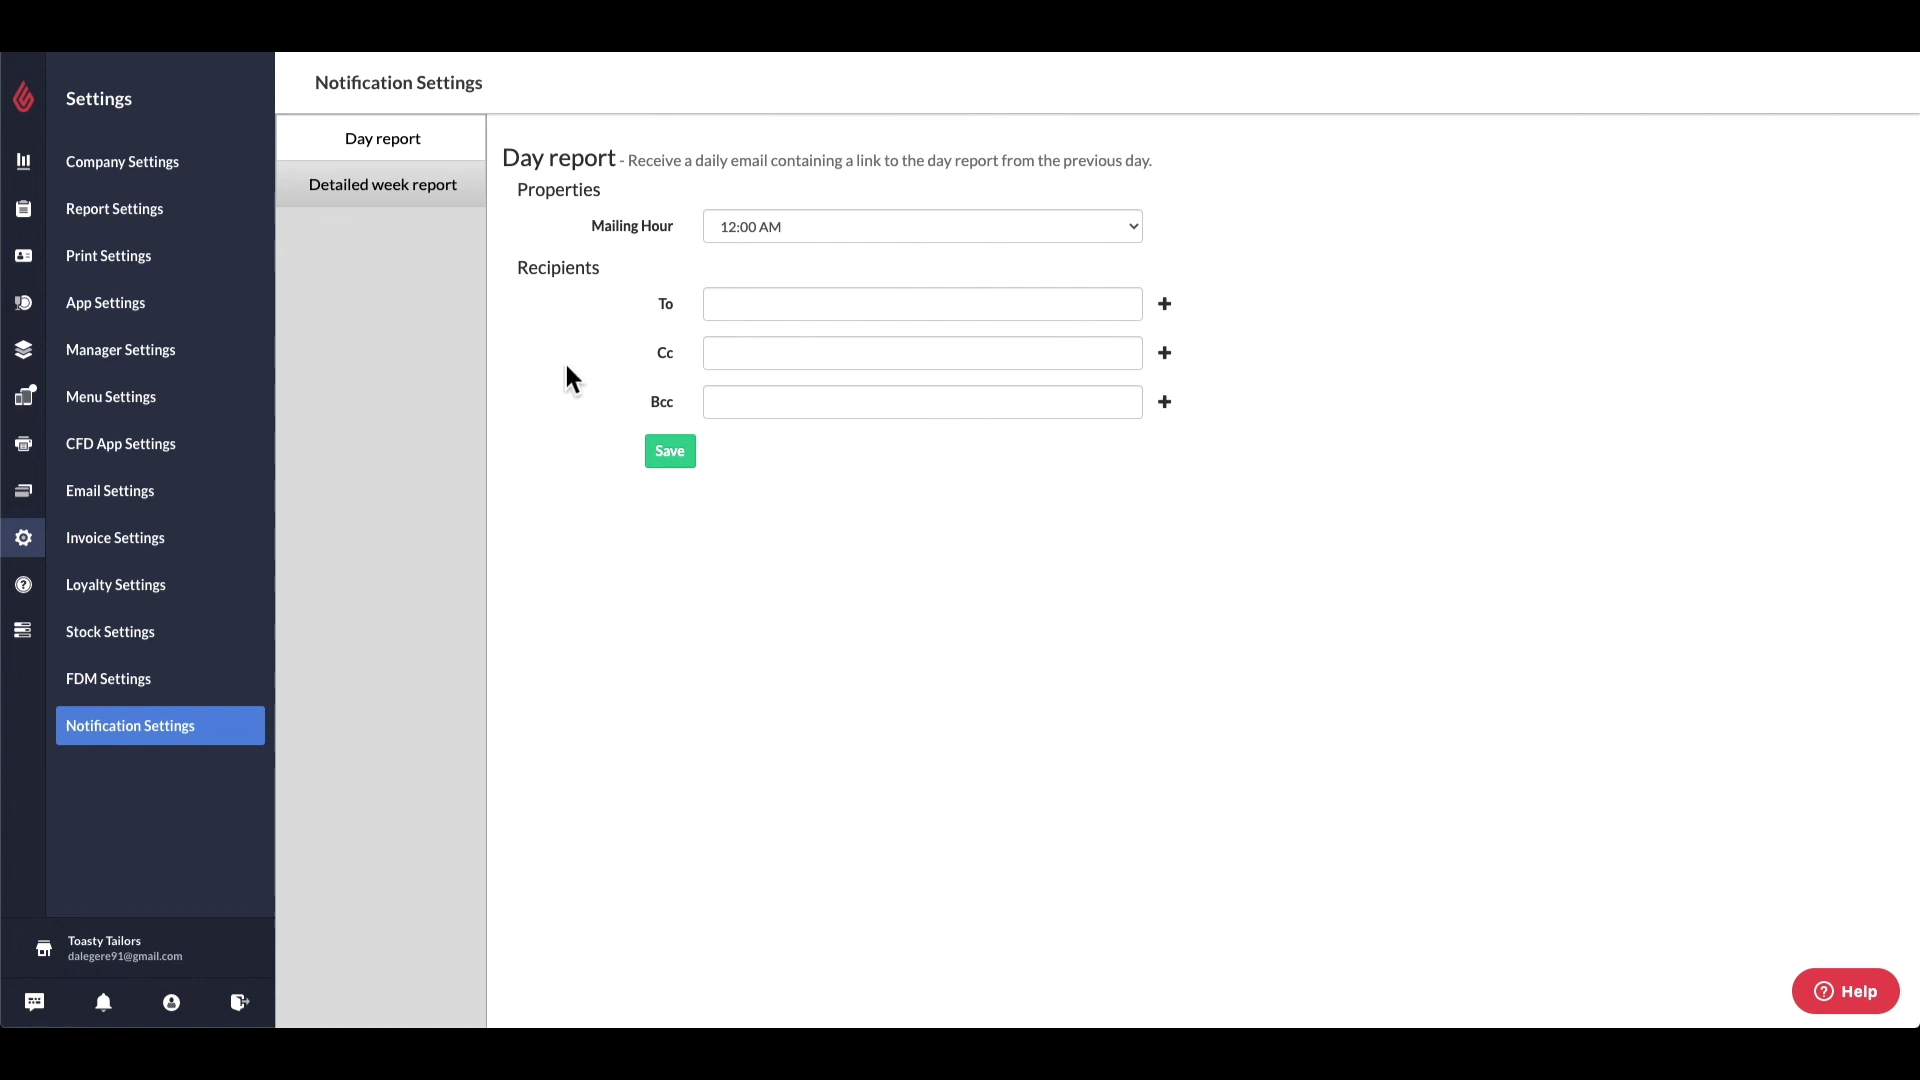 Settings
Company Settings
Report Settings
Print Settings
App Settings
Manager Settings
Menu Settings
CFD App Settings
Email Settings
Invoice Settings
Loyalty Settings
Stock Settings
FDM Settings
Notification Settings
Toasty Tailors
dalegere91@gmail.com
Notification Settings
Day report
Detailed week report
Day report - Receive a daily email containing a link to the day report from the previous day.
Properties
Mailing Hour 12:00 AM
Recipients
To
Cc
Bcc
Save
Help